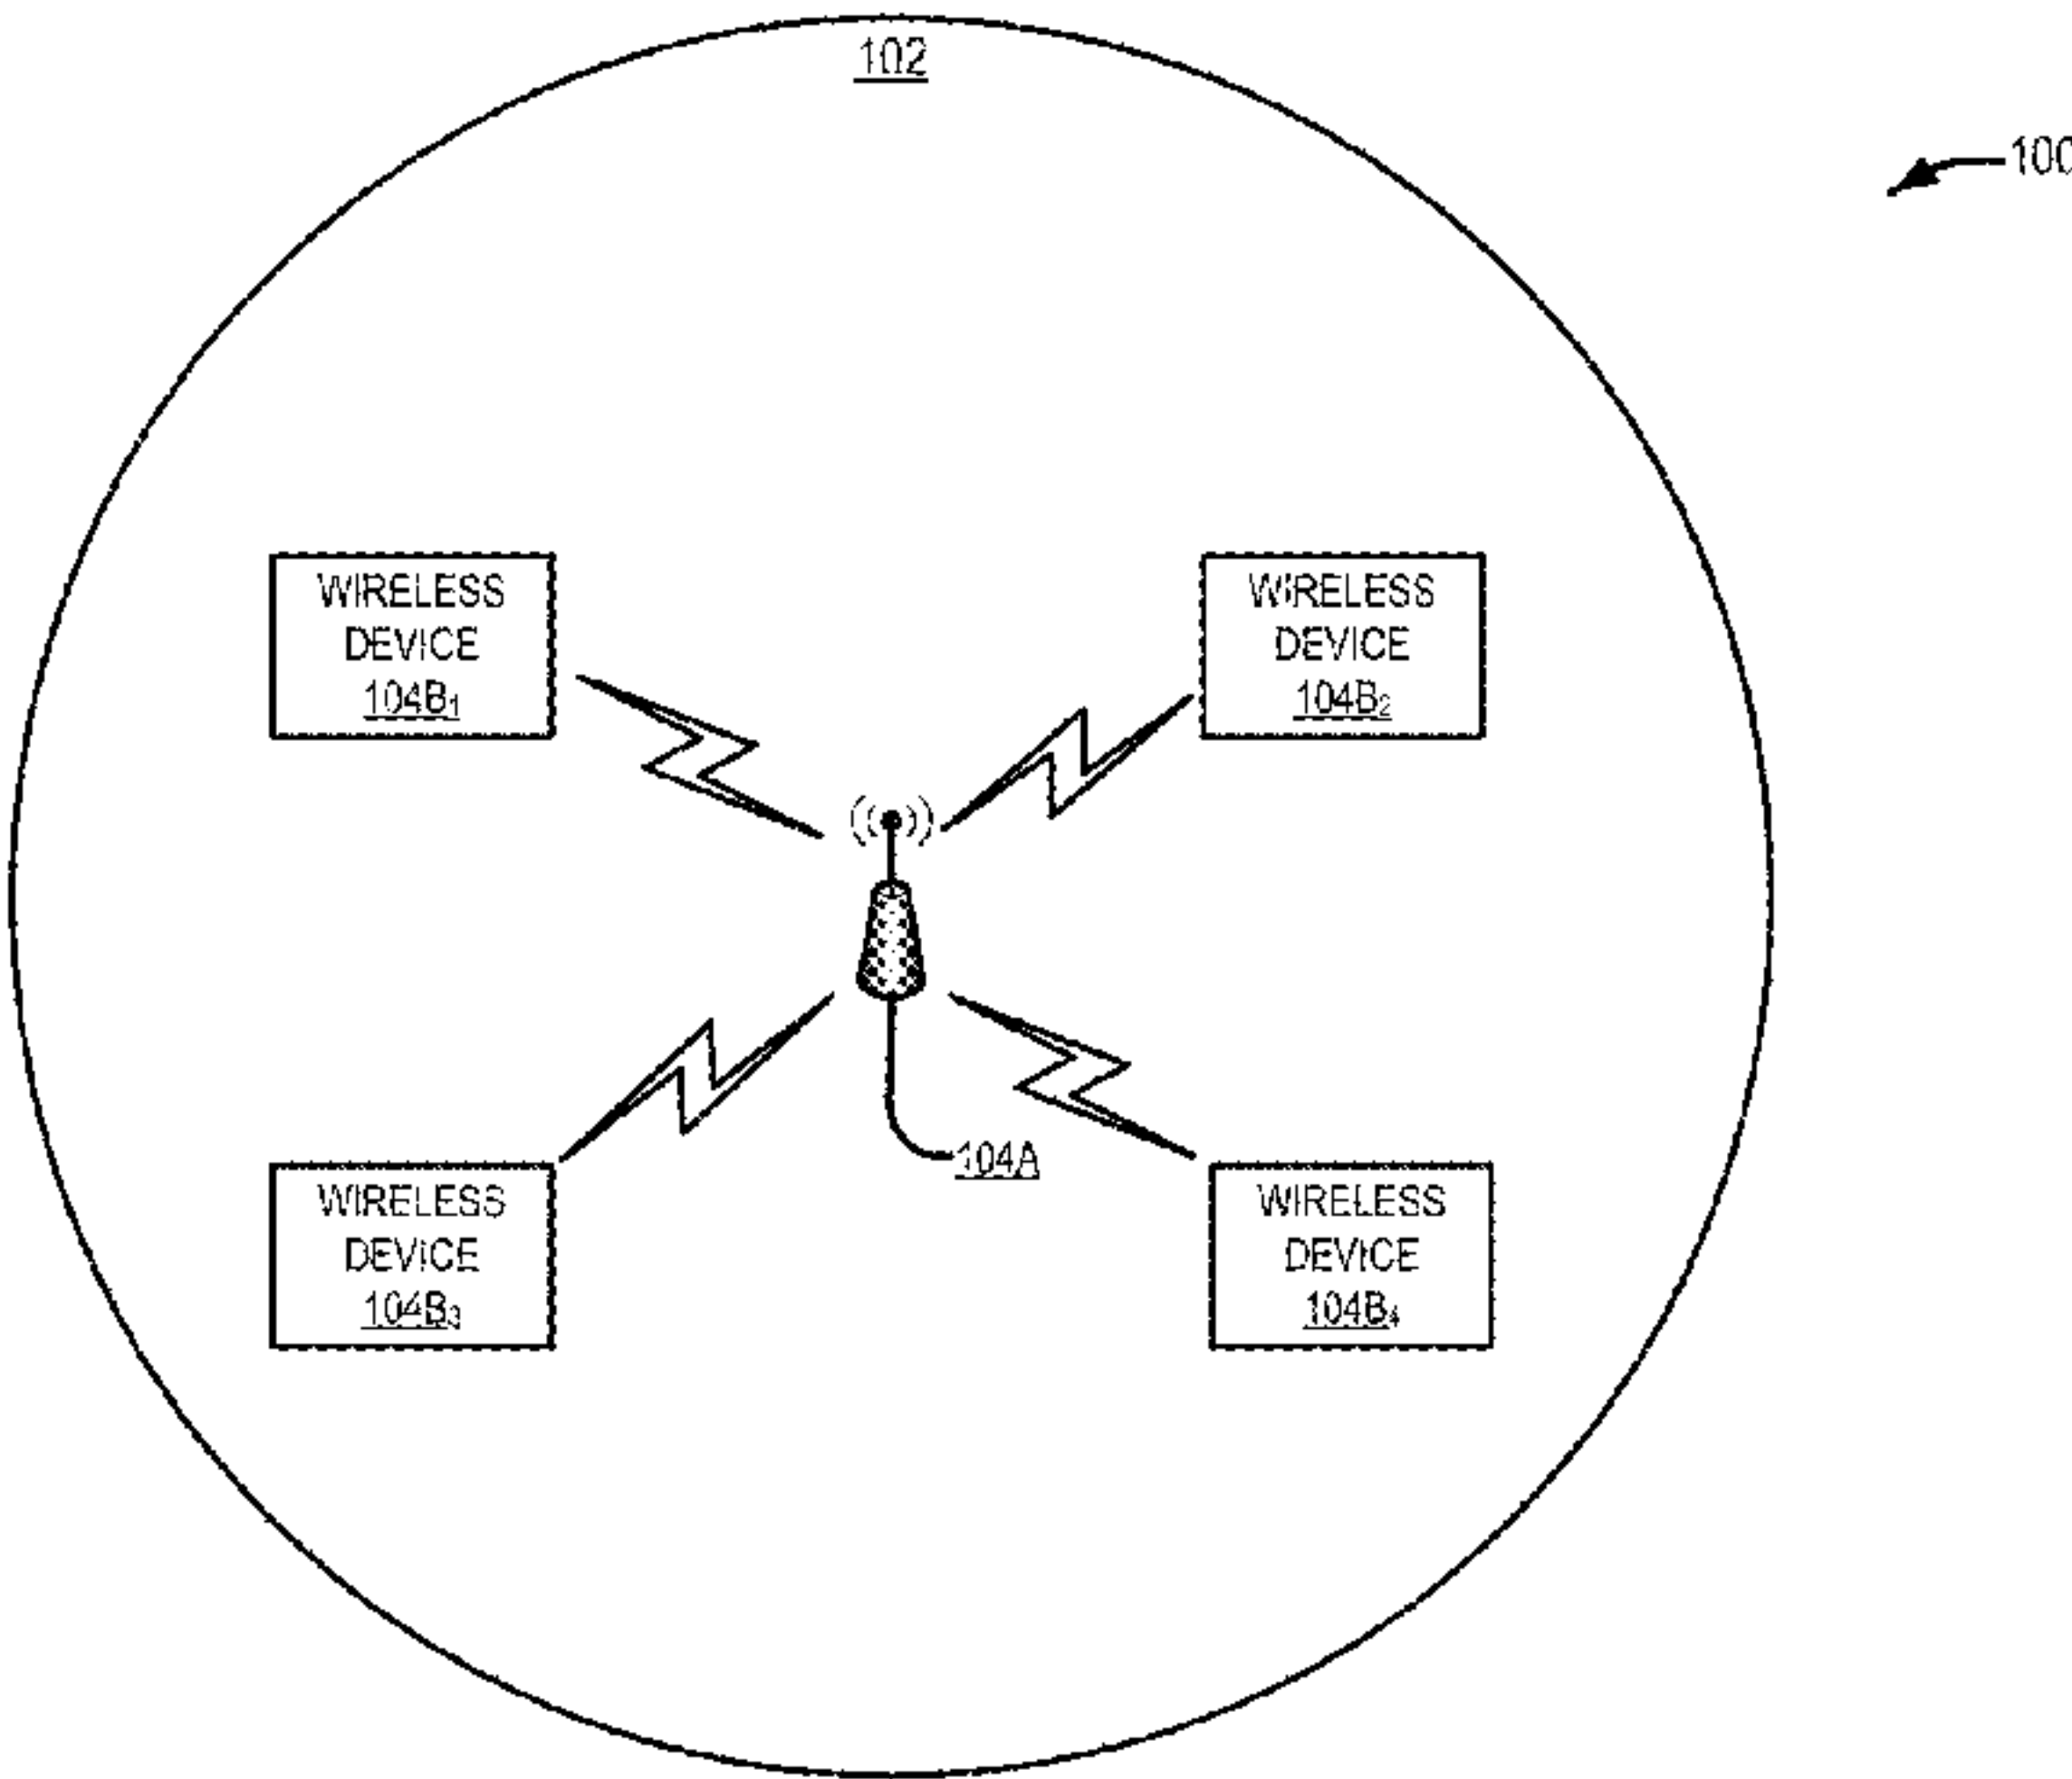 102
100
WIRELESS
DEVICE
104B₁
WIRELESS
DEVICE
104B₂
104A
WIRELESS
DEVICE
104B₃
WIRELESS
DEVICE
104B₄